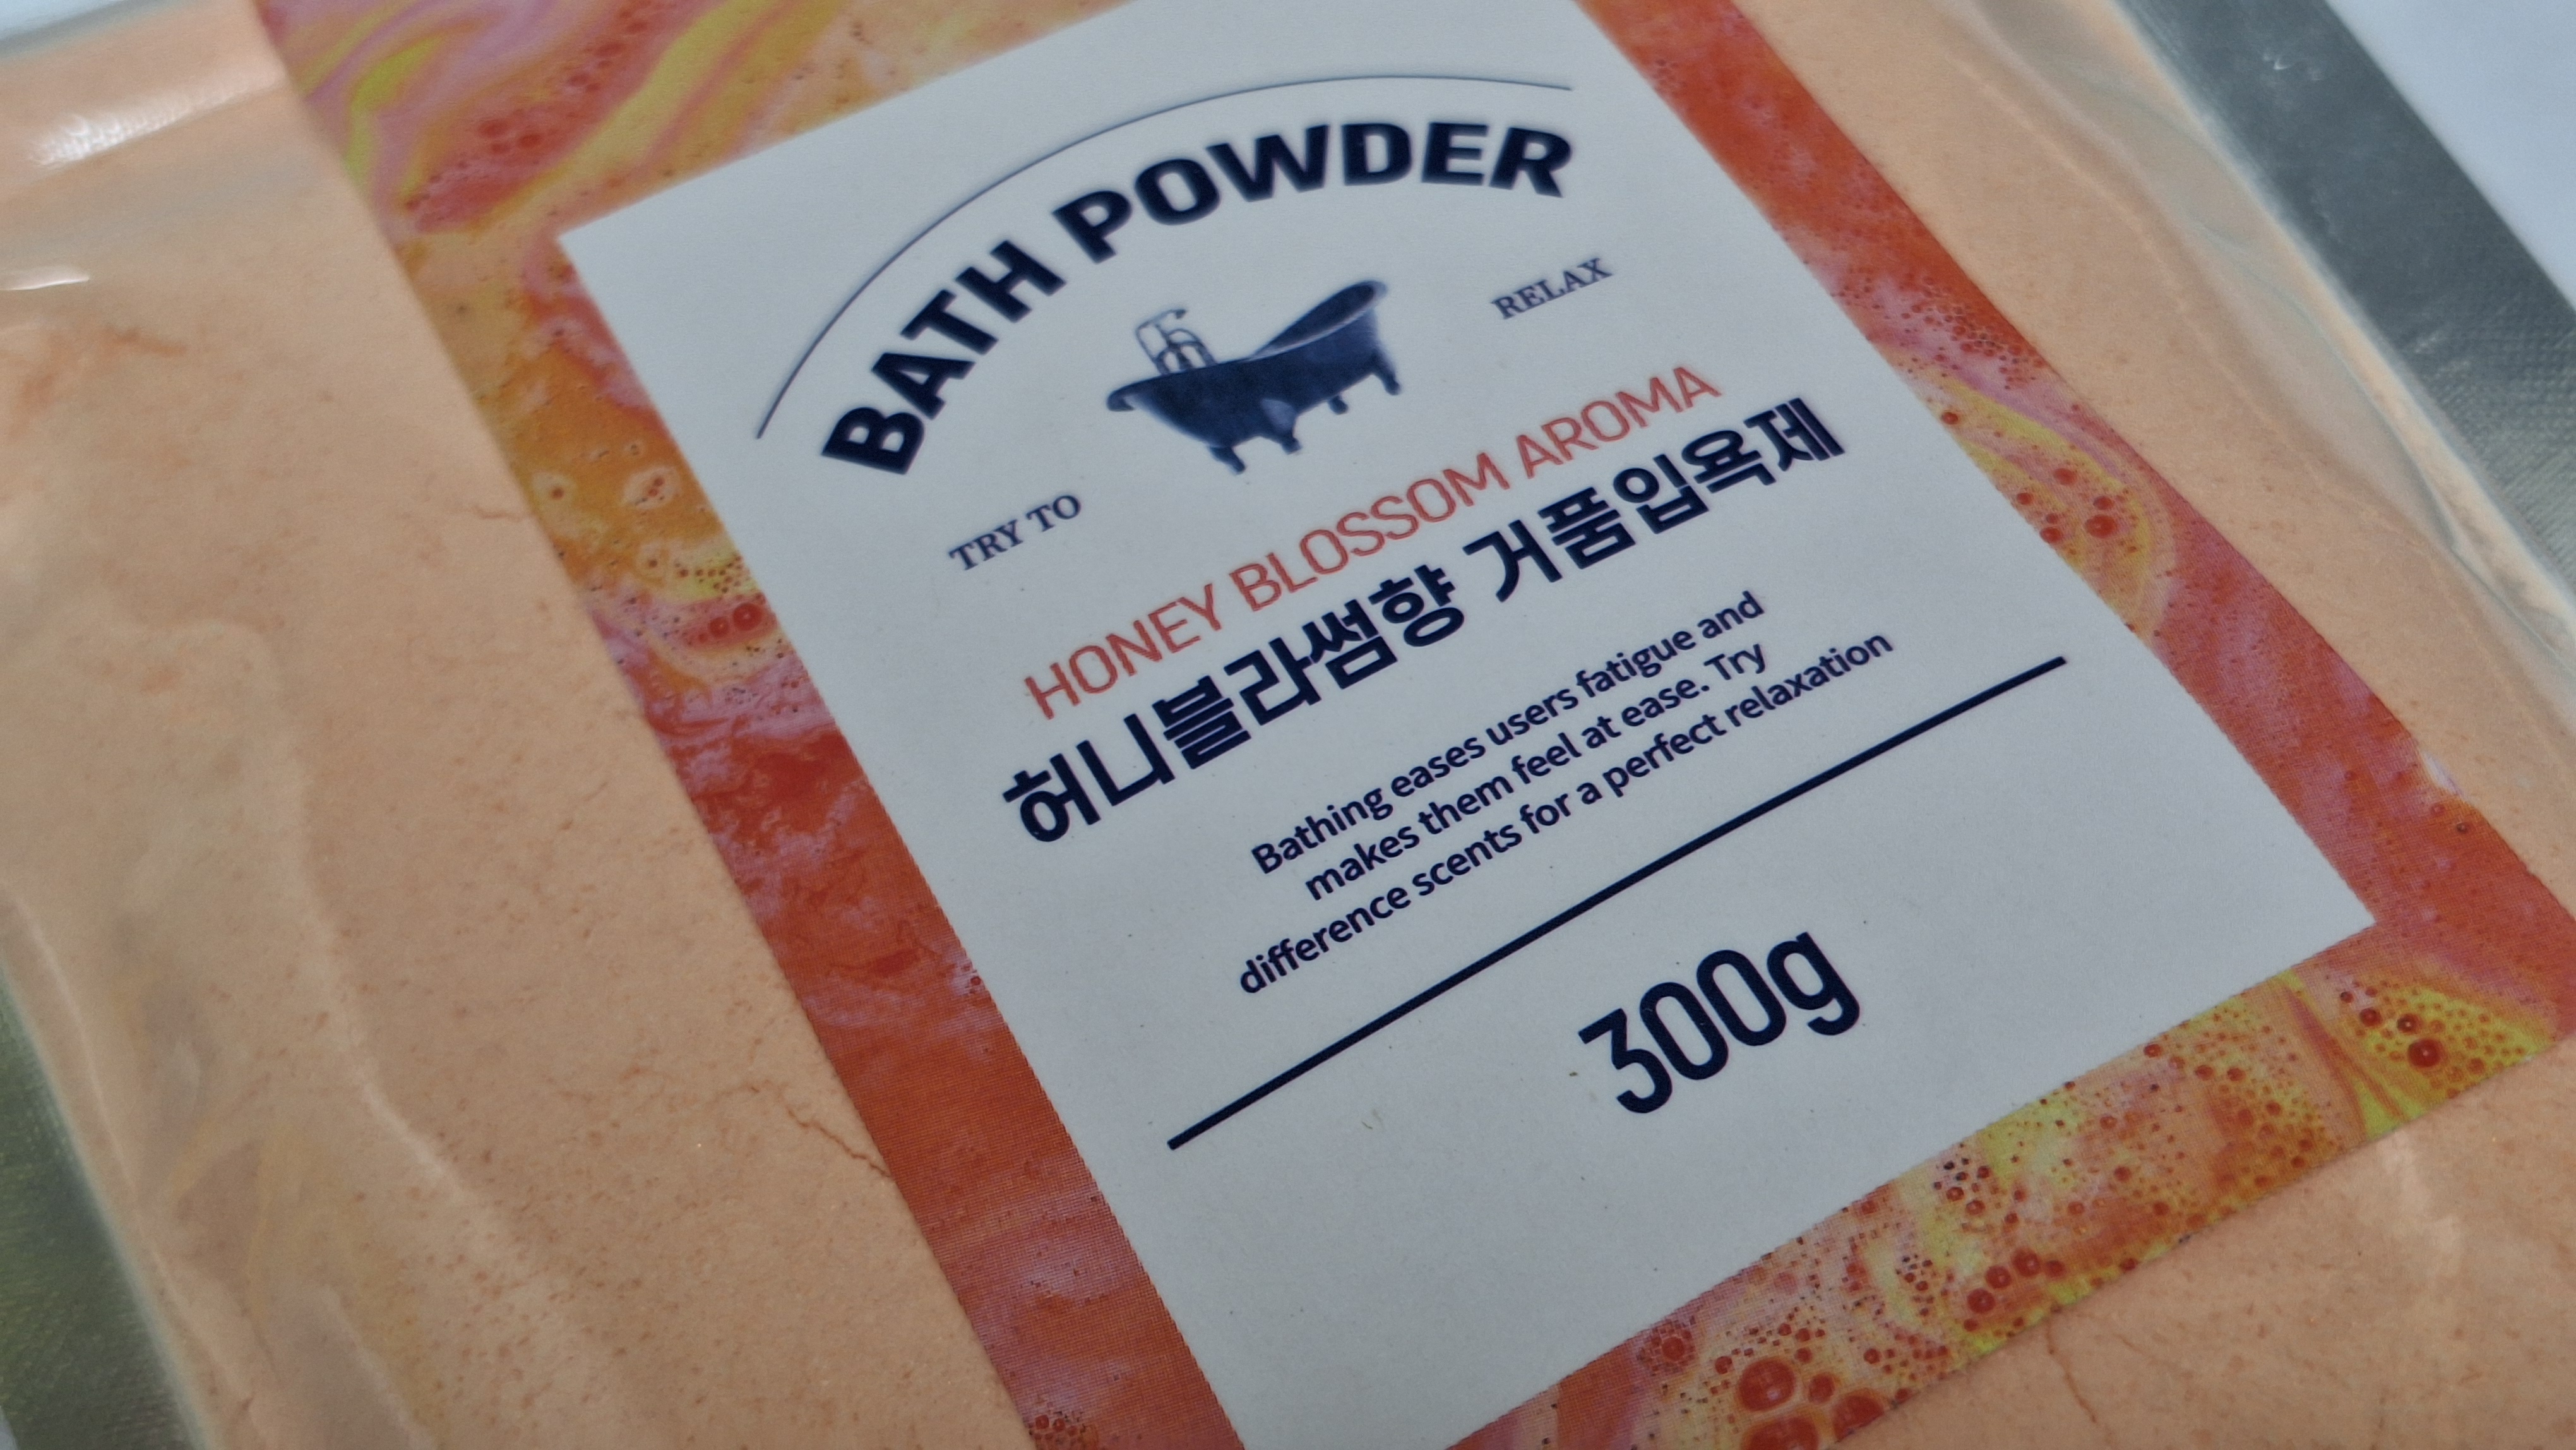 BATH POWDER
TRY TO
RELAX
HONEY BLOSSOM AROMA
허니블라썸향 거품입욕제
Bathing eases users fatigue and
makes them feel at ease. Try
difference scents for a perfect relaxation
300g